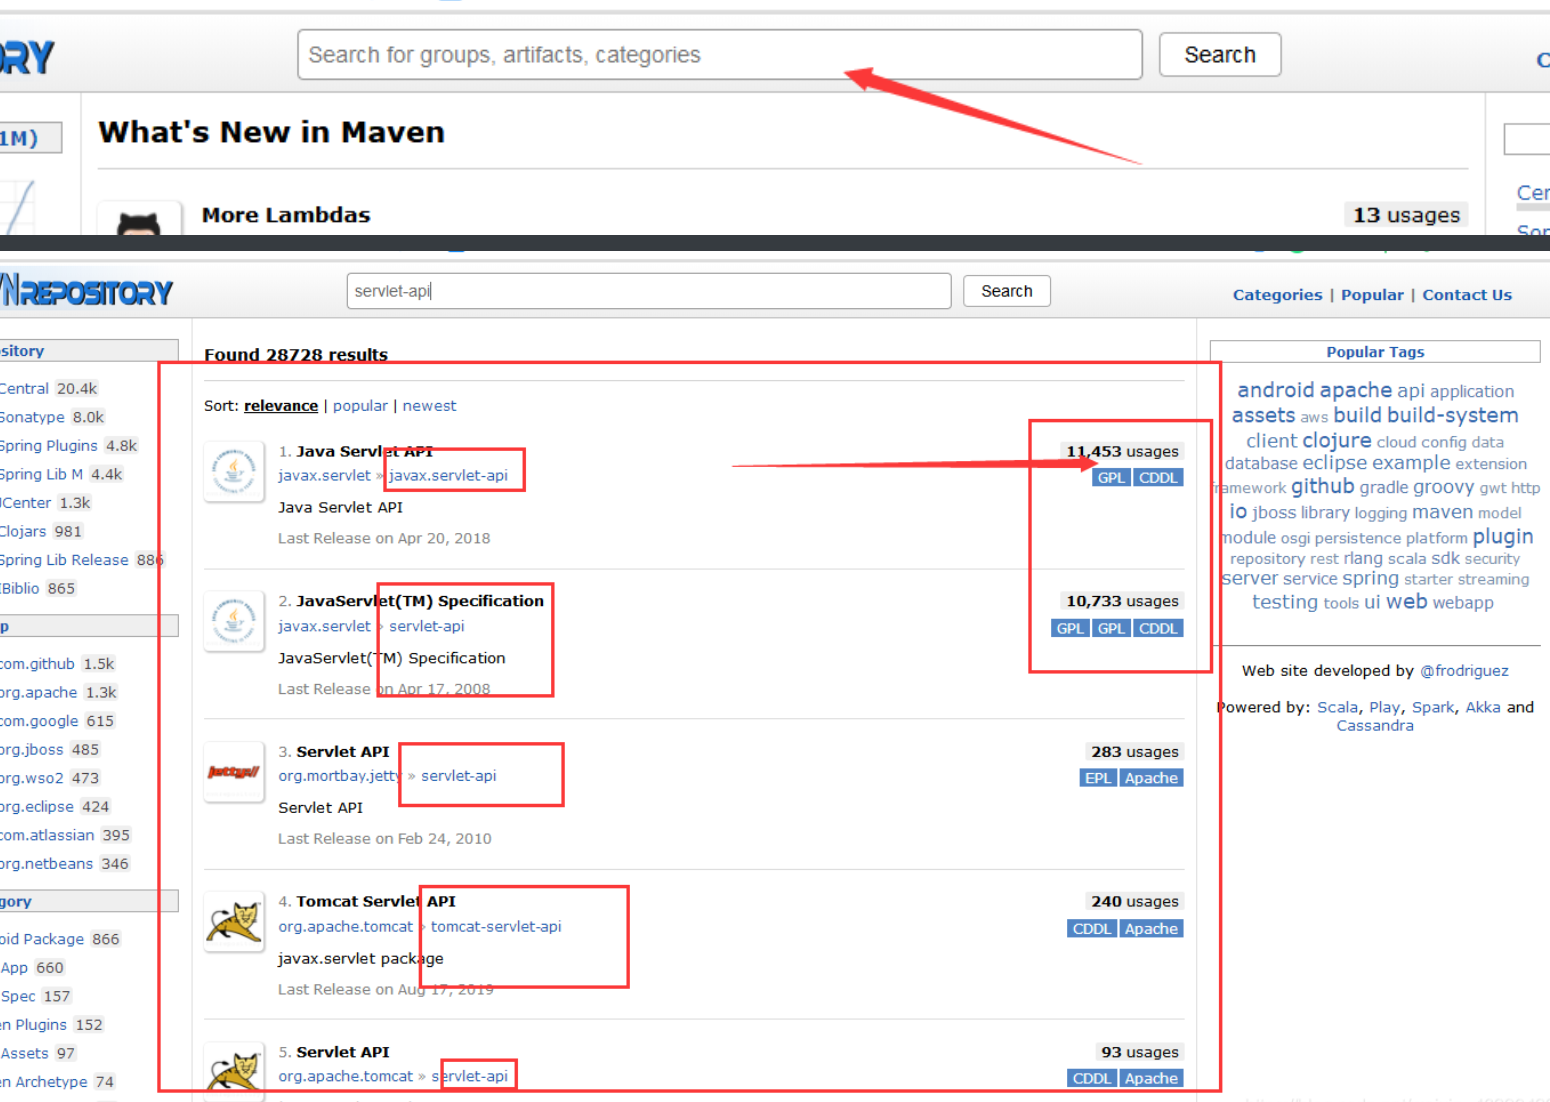 Search for groups, artifacts, categories
Search
What's New in Maven
1M)
More Lambdas
13 usages
REPOSITORY
servlet-api
Search
Categories | Popular | Contact Us
Found 28728 results
Central 20.4k
Sonatype 8.0k
Spring Plugins 4.8k
Spring Lib M 4.4k
JCenter 1.3k
Clojars 981
Spring Lib Release 886
IBiblio 865
com.github 1.5k
org.apache 1.3k
com.google 615
org.jboss 485
org.wso2 473
org.eclipse 424
com.atlassian 395
org.netbeans 346
oid Package 866
App 660
Spec 157
en Plugins 152
Assets 97
en Archetype 74
Sort: relevance | popular | newest
1. Java Servlet API
11,453 usages
javax.servlet » javax.servlet-api
GPL CDDL
Java Servlet API
Last Release on Apr 20, 2018
2. JavaServlet(TM) Specification
10,733 usages
javax.servlet » servlet-api
GPL GPL CDDL
JavaServlet(TM) Specification
Last Release on Apr 17, 2008
3. Servlet API
283 usages
org.mortbay.jetty » servlet-api
EPL Apache
Servlet API
Last Release on Feb 24, 2010
4. Tomcat Servlet API
240 usages
org.apache.tomcat » tomcat-servlet-api
CDDL Apache
javax.servlet package
Last Release on Aug 17, 2019
5. Servlet API
93 usages
org.apache.tomcat » servlet-api
CDDL Apache
Popular Tags
android apache api application
assets aws build build-system
client clojure cloud config data
database eclipse example extension
framework github gradle groovy gwt http
io jboss library logging maven model
module osgi persistence platform plugin
repository rest rlang scala sdk security
server service spring starter streaming
testing tools ui web webapp
Web site developed by @frodriguez
Powered by: Scala, Play, Spark, Akka and
Cassandra